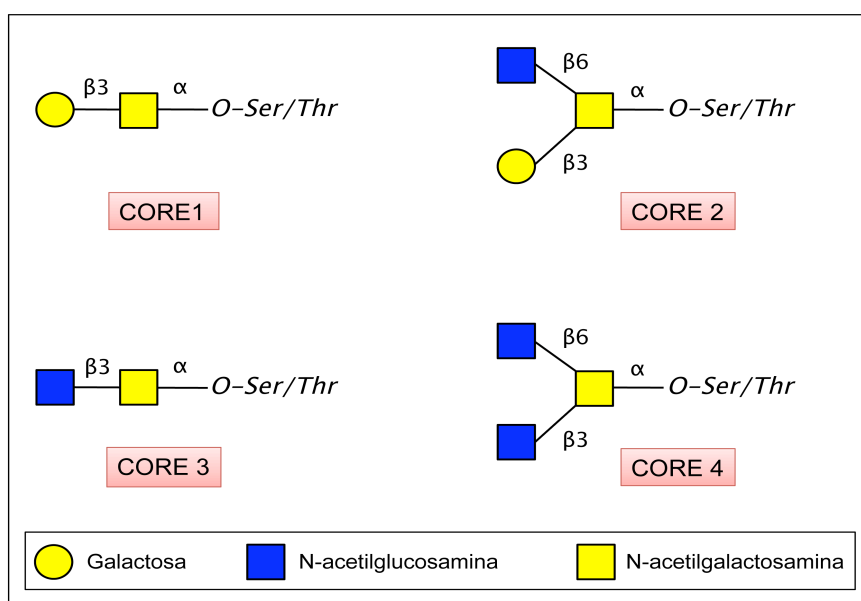 β3 α O-Ser/Thr
CORE1
β6 α O-Ser/Thr
β3
CORE 2
β3 α O-Ser/Thr
CORE 3
β6 α O-Ser/Thr
β3
CORE 4
Galactosa N-acetilglucosamina N-acetilgalactosamina